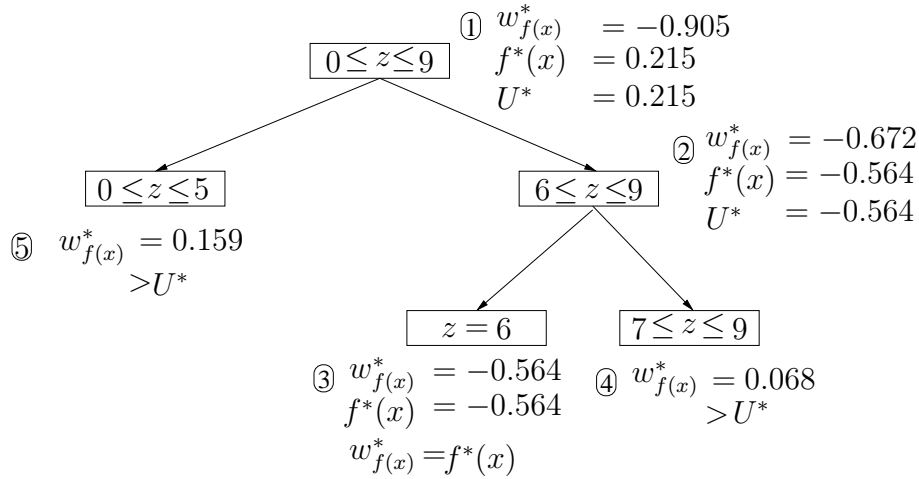 ① w*_{f(x)} = −0.905
0 ≤ z ≤ 9
f*(x) = 0.215
U* = 0.215
② w*_{f(x)} = −0.672
0 ≤ z ≤ 5
6 ≤ z ≤ 9
f*(x) = −0.564
U* = −0.564
⑤ w*_{f(x)} = 0.159
> U*
z = 6
7 ≤ z ≤ 9
③ w*_{f(x)} = −0.564
f*(x) = −0.564
w*_{f(x)} = f*(x)
④ w*_{f(x)} = 0.068
> U*